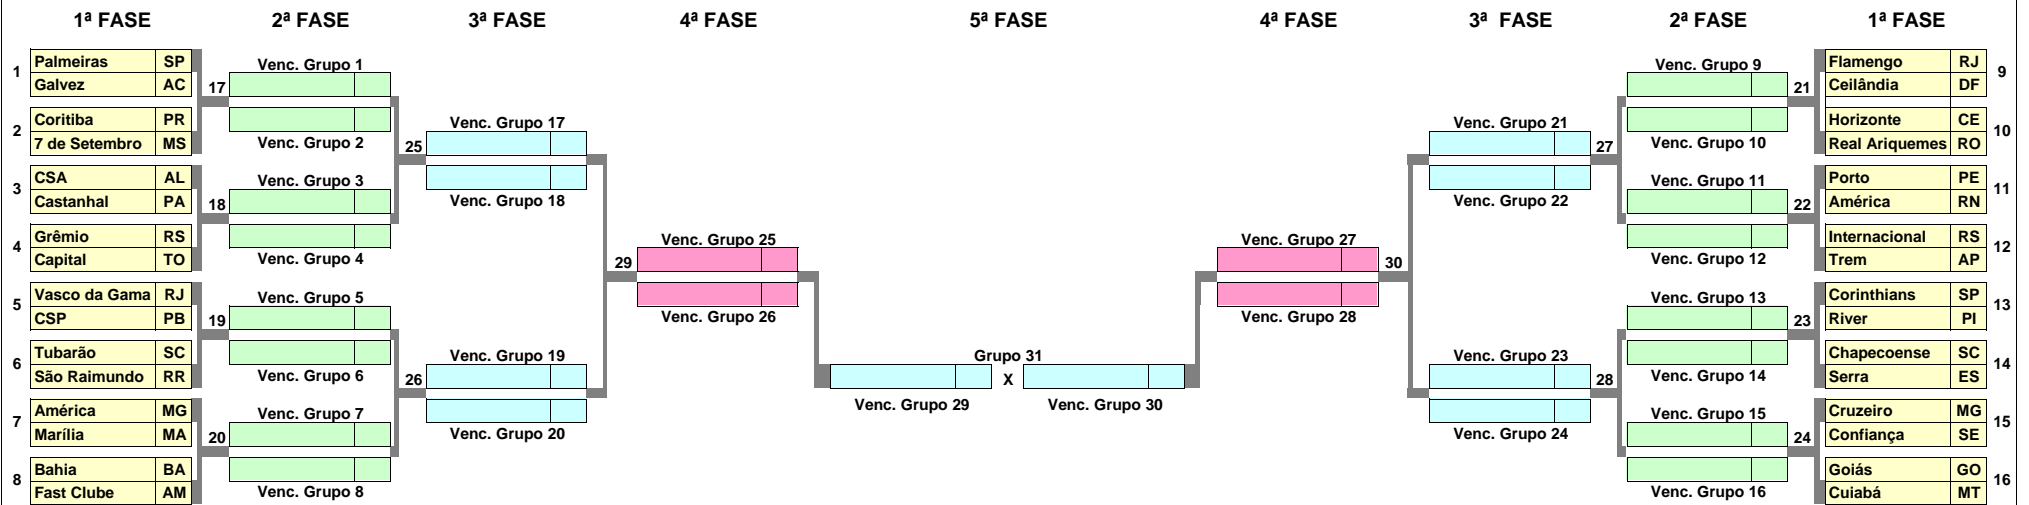 1ª FASE 2ª FASE 3ª FASE 4ª FASE 5ª FASE 4ª FASE 3ª FASE 2ª FASE 1ª FASE
1 Palmeiras SP
Galvez AC
2 Coritiba PR
7 de Setembro MS
3 CSA AL
Castanhal PA
4 Grêmio RS
Capital TO
5 Vasco da Gama RJ
CSP PB
6 Tubarão SC
São Raimundo RR
7 América MG
Marília MA
8 Bahia BA
Fast Clube AM
Venc. Grupo 1
17
Venc. Grupo 2
Venc. Grupo 3
18
Venc. Grupo 4
Venc. Grupo 5
19
Venc. Grupo 6
Venc. Grupo 7
20
Venc. Grupo 8
Venc. Grupo 17
25
Venc. Grupo 18
Venc. Grupo 19
26
Venc. Grupo 20
Venc. Grupo 25
29
Venc. Grupo 26
Grupo 31
X
Venc. Grupo 29 Venc. Grupo 30
Venc. Grupo 27
30
Venc. Grupo 28
Venc. Grupo 21
27
Venc. Grupo 22
Venc. Grupo 23
28
Venc. Grupo 24
Venc. Grupo 9
21
Venc. Grupo 10
Venc. Grupo 11
22
Venc. Grupo 12
Venc. Grupo 13
23
Venc. Grupo 14
Venc. Grupo 15
24
Venc. Grupo 16
Flamengo RJ 9
Ceilândia DF
Horizonte CE 10
Real Ariquemes RO
Porto PE 11
América RN
Internacional RS 12
Trem AP
Corinthians SP 13
River PI
Chapecoense SC 14
Serra ES
Cruzeiro MG 15
Confiança SE
Goiás GO 16
Cuiabá MT